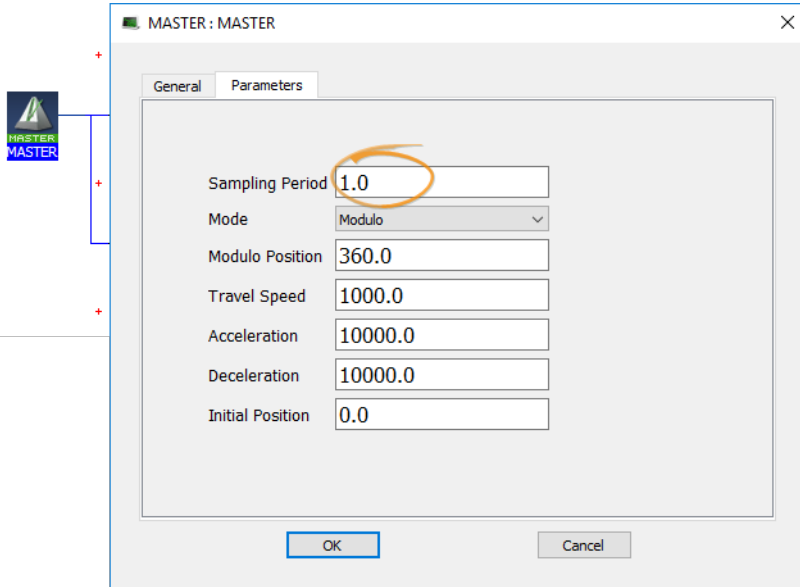 MASTER : MASTER
General Parameters
MASTER
MASTER
Sampling Period 1.0
Mode Modulo
Modulo Position 360.0
Travel Speed 1000.0
Acceleration 10000.0
Deceleration 10000.0
Initial Position 0.0
OK Cancel